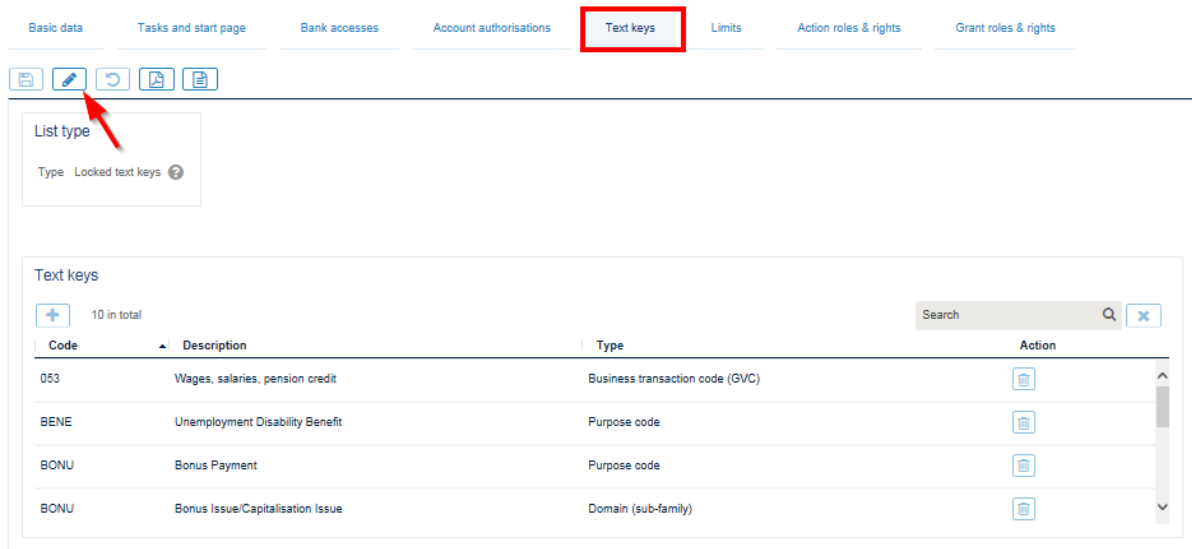 Basic data Tasks and start page Bank accesses Account authorisations Text keys Limits Action roles & rights Grant roles & rights
List type
Type Locked text keys ?
Text keys
10 in total Search
Code Description Type Action
053 Wages, salaries, pension credit Business transaction code (GVC)
BENE Unemployment Disability Benefit Purpose code
BONU Bonus Payment Purpose code
BONU Bonus Issue/Capitalisation Issue Domain (sub-family)